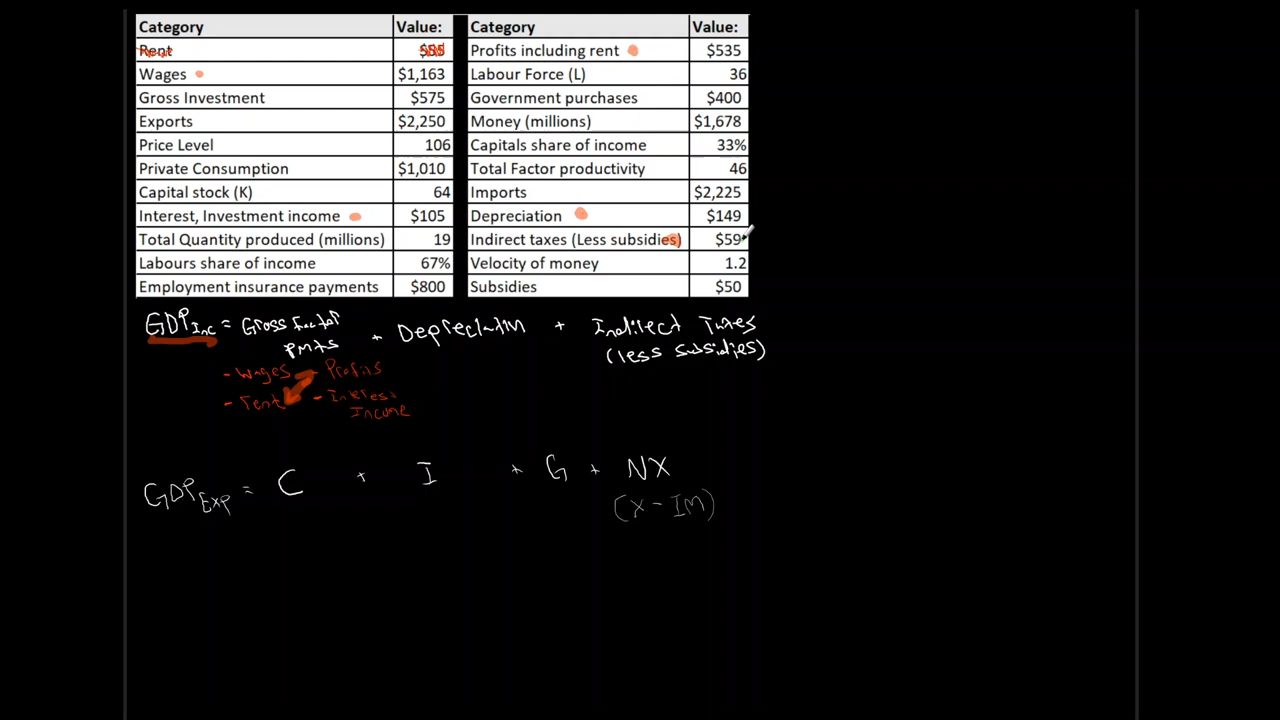 Category Value: Category Value:
Rent Profits including rent $535
Wages $1,163 Labour Force (L) 36
Gross Investment $575 Government purchases $400
Exports $2,250 Money (millions) $1,678
Price Level 106 Capitals share of income 33%
Private Consumption $1,010 Total Factor productivity 46
Capital stock (K) 64 Imports $2,225
Interest, Investment income $105 Depreciation $149
Total Quantity produced (millions) 19 Indirect taxes (Less subsidies) $59
Labours share of income 67% Velocity of money 1.2
Employment insurance payments $800 Subsidies $50
GDP Inc = Gross Factor Pmts + Depreciation + Indirect Taxes
(less subsidies)
- Wages - Profits
- rent - Interest Income
GDP Exp = C + I + G + NX
(X - IM)